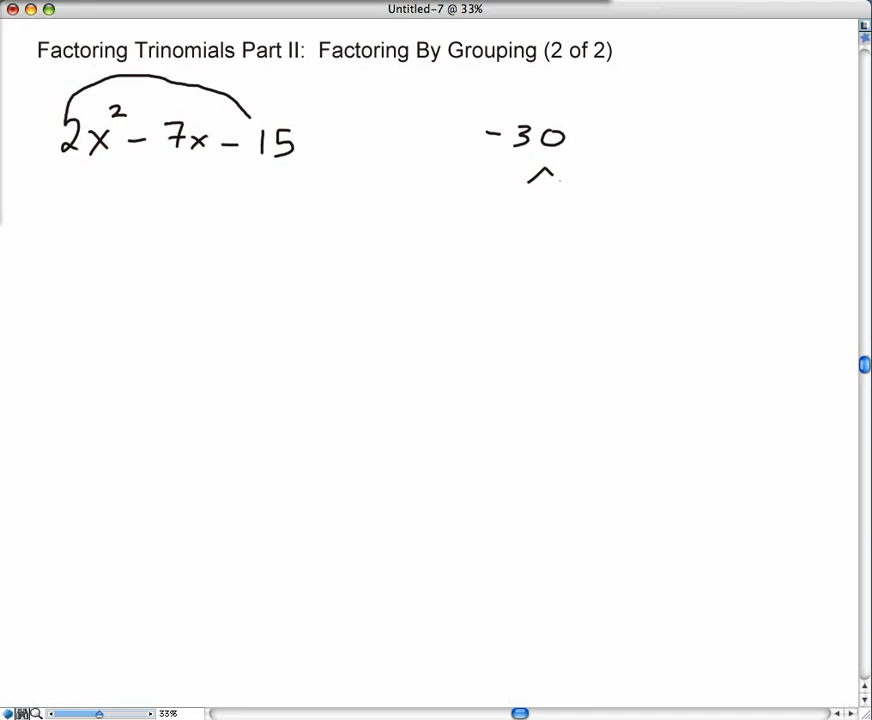 Untitled-7 @ 33%
Factoring Trinomials Part II: Factoring By Grouping (2 of 2)
2x² - 7x - 15
-30
33%